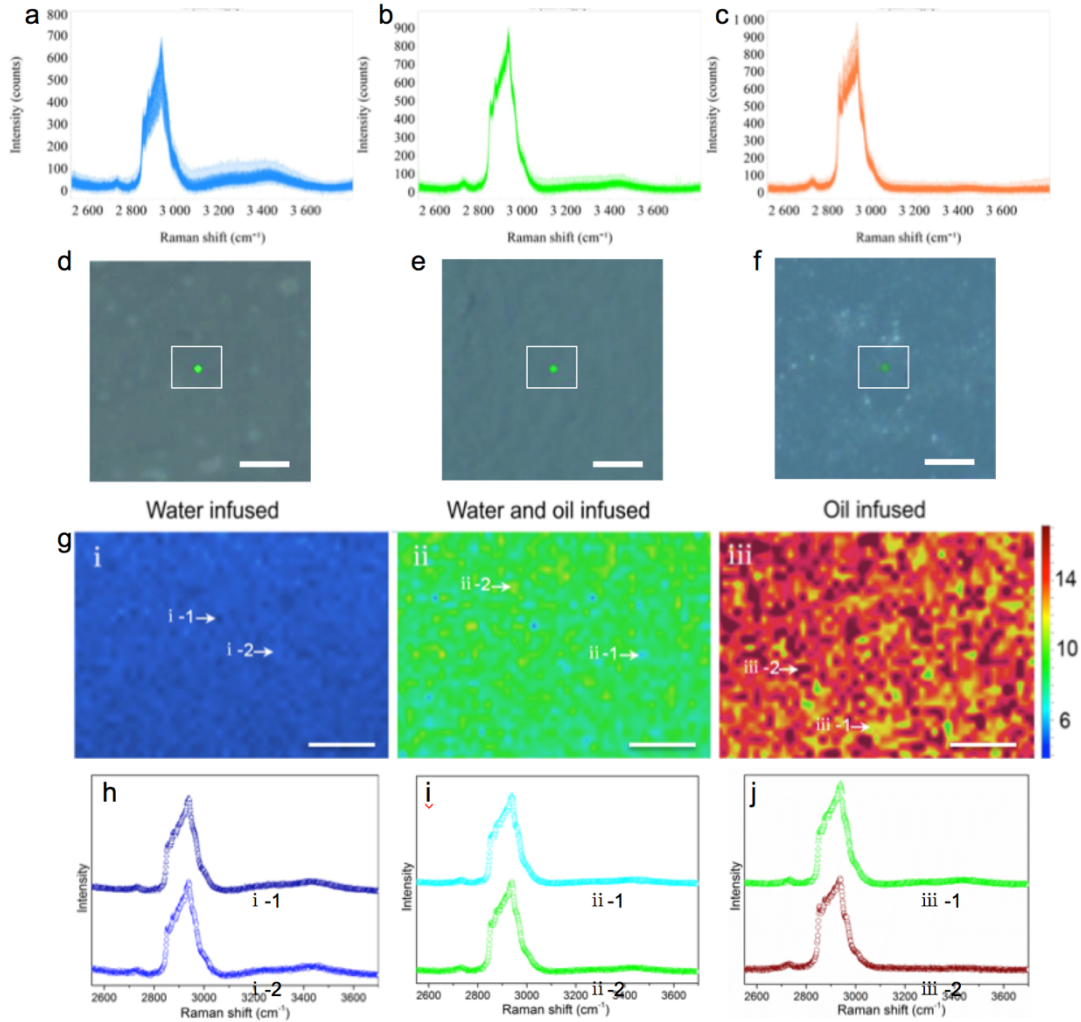 a
800
700
600
500
400
300
200
100
0
Intensity (counts)
2 600 2 800 3 000 3 200 3 400 3 600
Raman shift (cm⁻¹)
b
900
800
700
600
500
400
300
200
100
0
Intensity (counts)
2 600 2 800 3 000 3 200 3 400 3 600
Raman shift (cm⁻¹)
c
1 000
900
800
700
600
500
400
300
200
100
0
Intensity (counts)
2 600 2 800 3 000 3 200 3 400 3 600
Raman shift (cm⁻¹)
d
e
f
Water infused
Water and oil infused
Oil infused
g
i
i -1
i -2
ii
ii -2
ii -1
iii
iii -2
iii -1
14
10
6
h
Intensity
i -1
i -2
2600 2800 3000 3200 3400 3600
Raman shift (cm⁻¹)
i
Intensity
ii -1
ii -2
2600 2800 3000 3200 3400 3600
Raman shift (cm⁻¹)
j
Intensity
iii -1
iii -2
2600 2800 3000 3200 3400 3600
Raman shift (cm⁻¹)